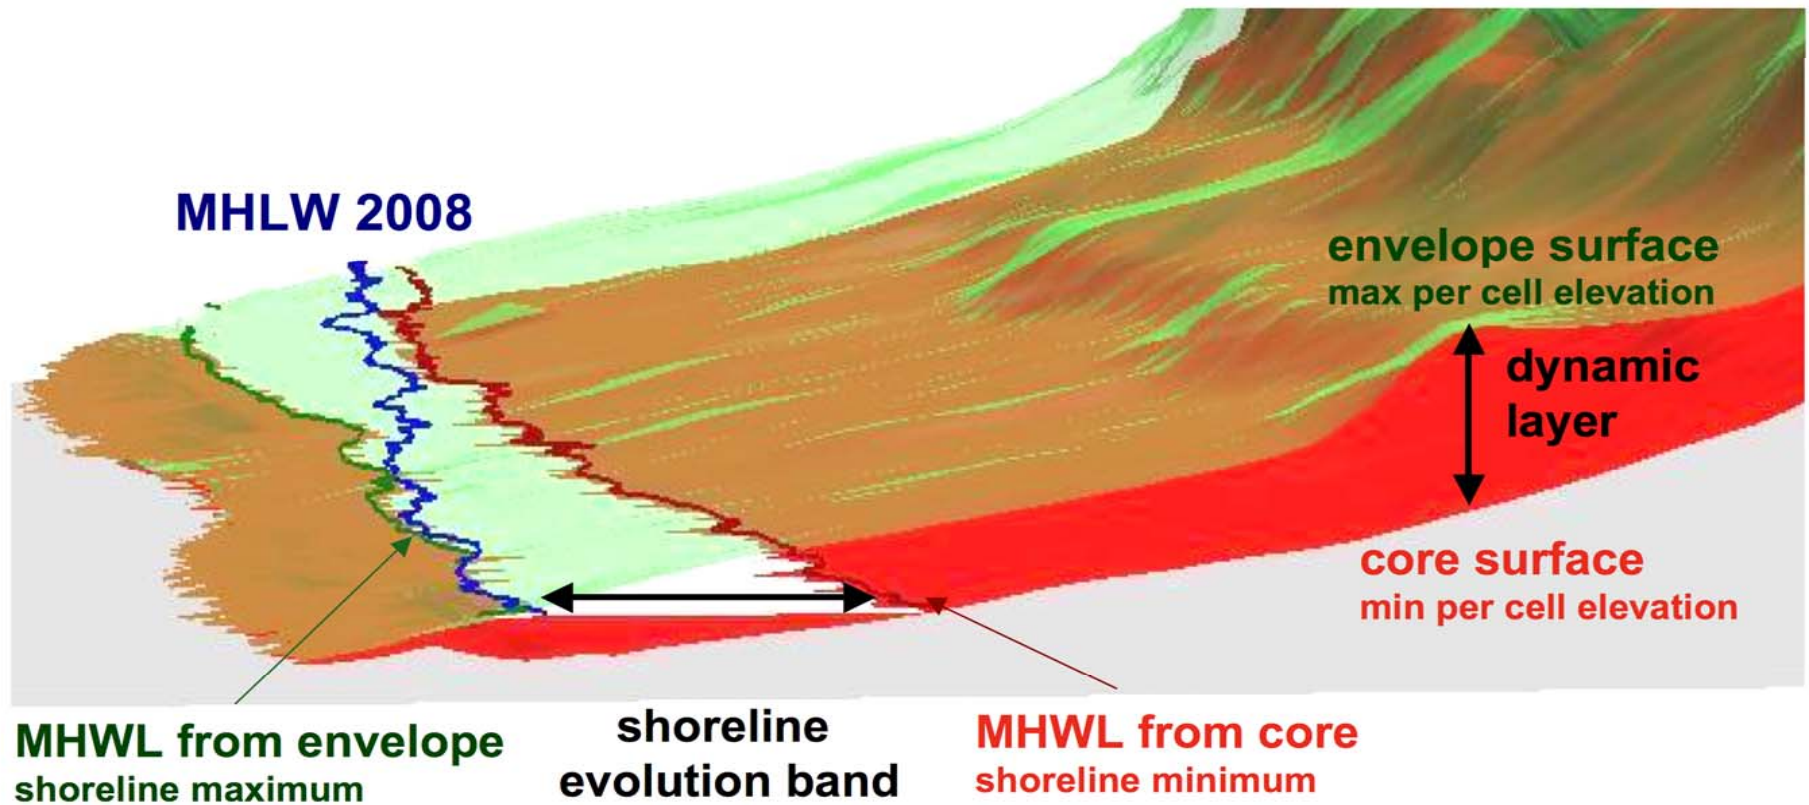 MHLW 2008
envelope surface
max per cell elevation
dynamic
layer
core surface
min per cell elevation
MHWL from envelope
shoreline maximum
shoreline
evolution band
MHWL from core
shoreline minimum